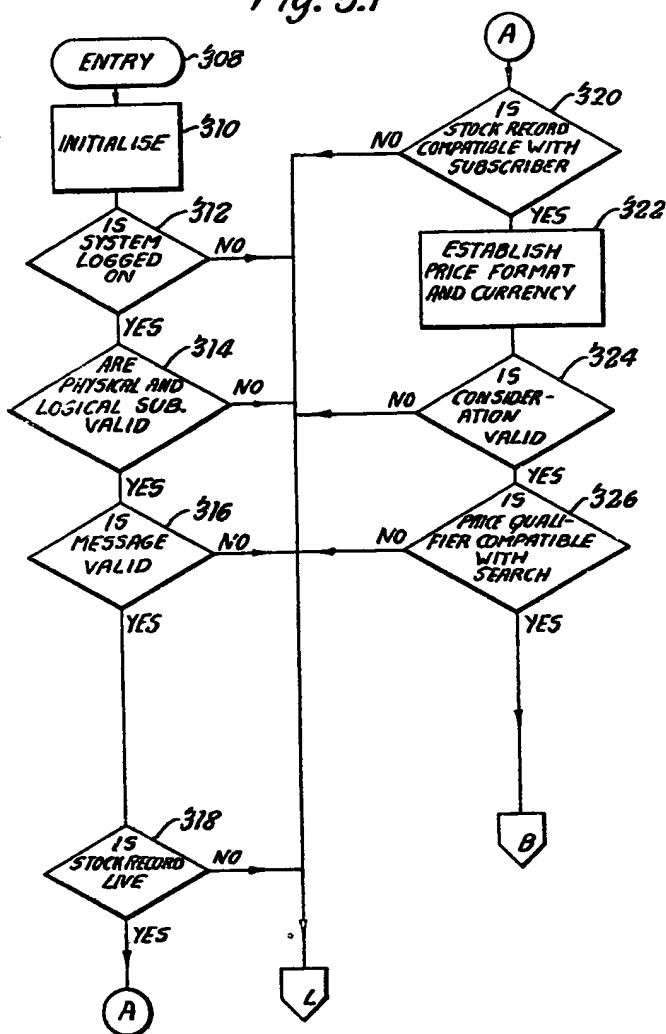 Fig. 5.1
ENTRY
308
INITIALISE
310
IS
SYSTEM
LOGGED
ON
312
NO
YES
ARE
PHYSICAL AND
LOGICAL SUB.
VALID
314
NO
YES
IS
MESSAGE
VALID
316
NO
YES
IS
STOCK RECORD
LIVE
318
NO
YES
A
L
A
IS
STOCK RECORD
COMPATIBLE WITH
SUBSCRIBER
320
NO
YES
ESTABLISH
PRICE FORMAT
AND CURRENCY
322
IS
CONSIDER-
ATION
VALID
324
NO
YES
IS
PRICE QUALI-
FIER COMPATIBLE
WITH
SEARCH
326
NO
YES
B